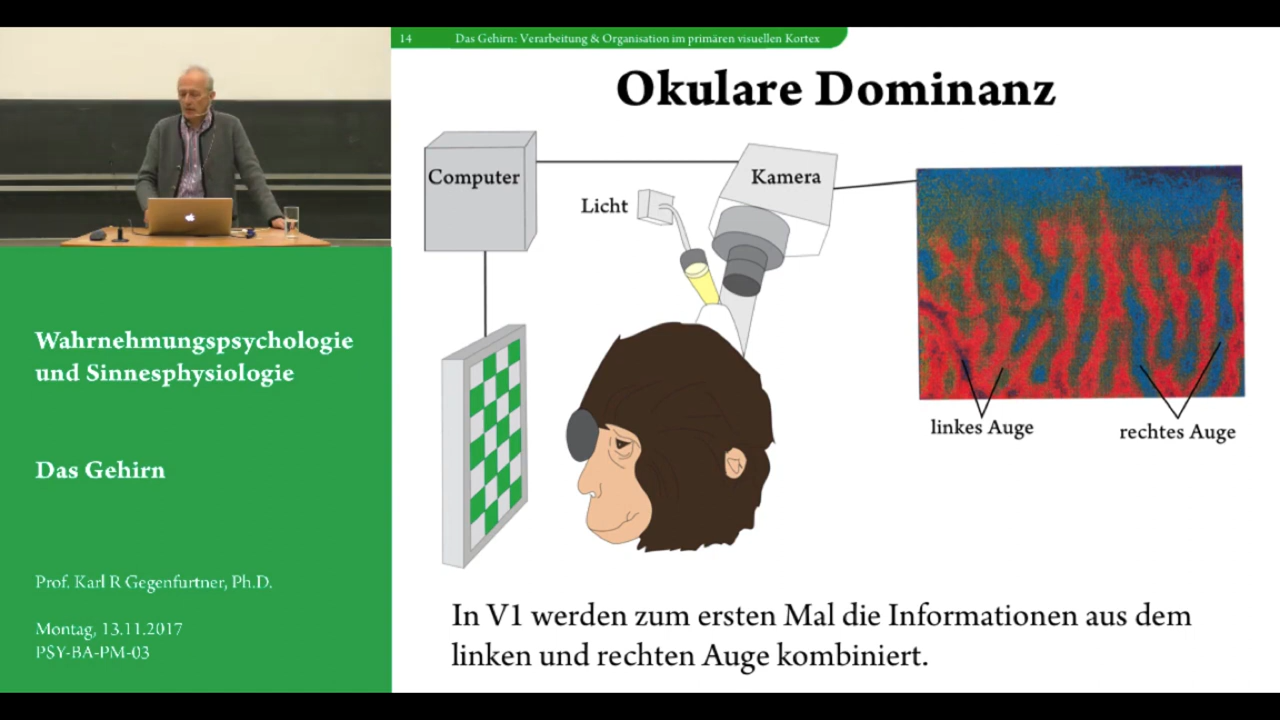 14 Das Gehirn: Verarbeitung & Organisation im primären visuellen Kortex
Okulare Dominanz
Computer
Licht
Kamera
linkes Auge
rechtes Auge
In V1 werden zum ersten Mal die Informationen aus dem
linken und rechten Auge kombiniert.
Wahrnehmungspsychologie
und Sinnesphysiologie
Das Gehirn
Prof. Karl R Gegenfurtner, Ph.D.
Montag, 13.11.2017
PSY-BA-PM-03